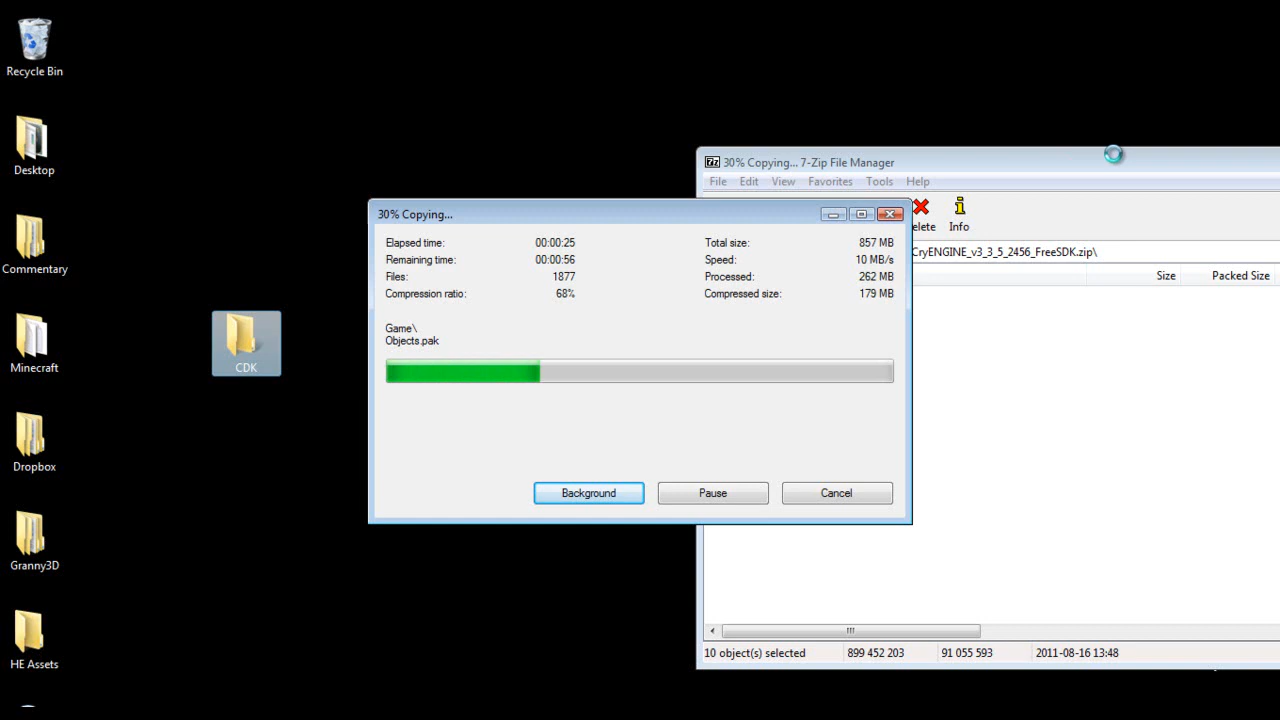 Recycle Bin
Desktop
Commentary
Minecraft
Dropbox
Granny3D
HE Assets
CDK
30% Copying... 7-Zip File Manager
File Edit View Favorites Tools Help
elete Info
CryENGINE_v3_3_5_2456_FreeSDK.zip\
Size Packed Size
30% Copying...
Elapsed time: 00:00:25 Total size: 857 MB
Remaining time: 00:00:56 Speed: 10 MB/s
Files: 1877 Processed: 262 MB
Compression ratio: 68% Compressed size: 179 MB
Game\
Objects.pak
Background Pause Cancel
10 object(s) selected 899 452 203 91 055 593 2011-08-16 13:48